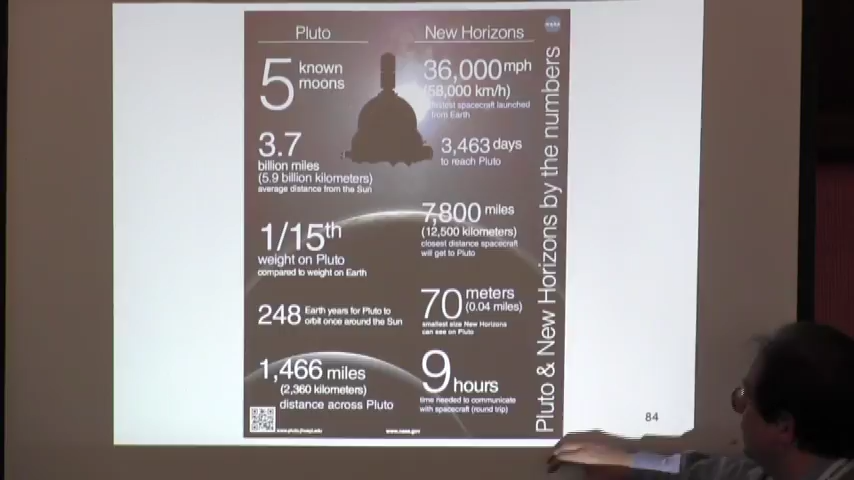 Pluto
5 known
moons
3.7
billion miles
(5.9 billion kilometers)
average distance from the Sun
1/15th
weight on Pluto
compared to weight on Earth
248 Earth years for Pluto to
orbit once around the Sun
1,466 miles
(2,360 kilometers)
distance across Pluto
New Horizons
36,000 mph
(58,000 km/h)
fastest spacecraft launched
from Earth
3,463 days
to reach Pluto
7,800 miles
(12,500 kilometers)
closest distance spacecraft
will get to Pluto
70 meters
(0.04 miles)
smallest size New Horizons
can see on Pluto
9 hours
time needed to communicate
with spacecraft (round trip)
Pluto & New Horizons by the numbers
www.nasa.gov
84